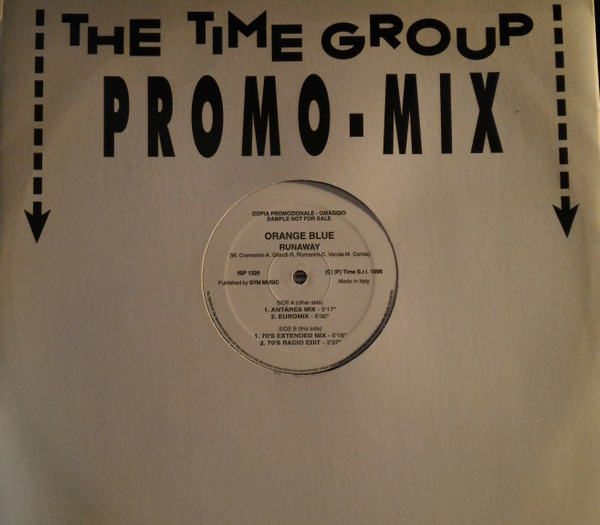 THE TIME GROUP
PROMO-MIX
COPIA PROMOZIONALE - OMAGGIO
SAMPLE NOT FOR SALE
ORANGE BLUE
RUNAWAY
(W. Cremonini-A. Gilardi-R. Romanini-D. Varola-M. Conta)
ISP 1326 (C) (P) Time S.r.l. 1996
Published by SYM MUSIC Made in Italy
SIDE A (other side)
1. ANTARES MIX - 5'17"
2. EUROMIX - 5'30"
SIDE B (this side)
1. 70'S EXTENDED MIX - 5'16"
2. 70'S RADIO EDIT - 3'37"